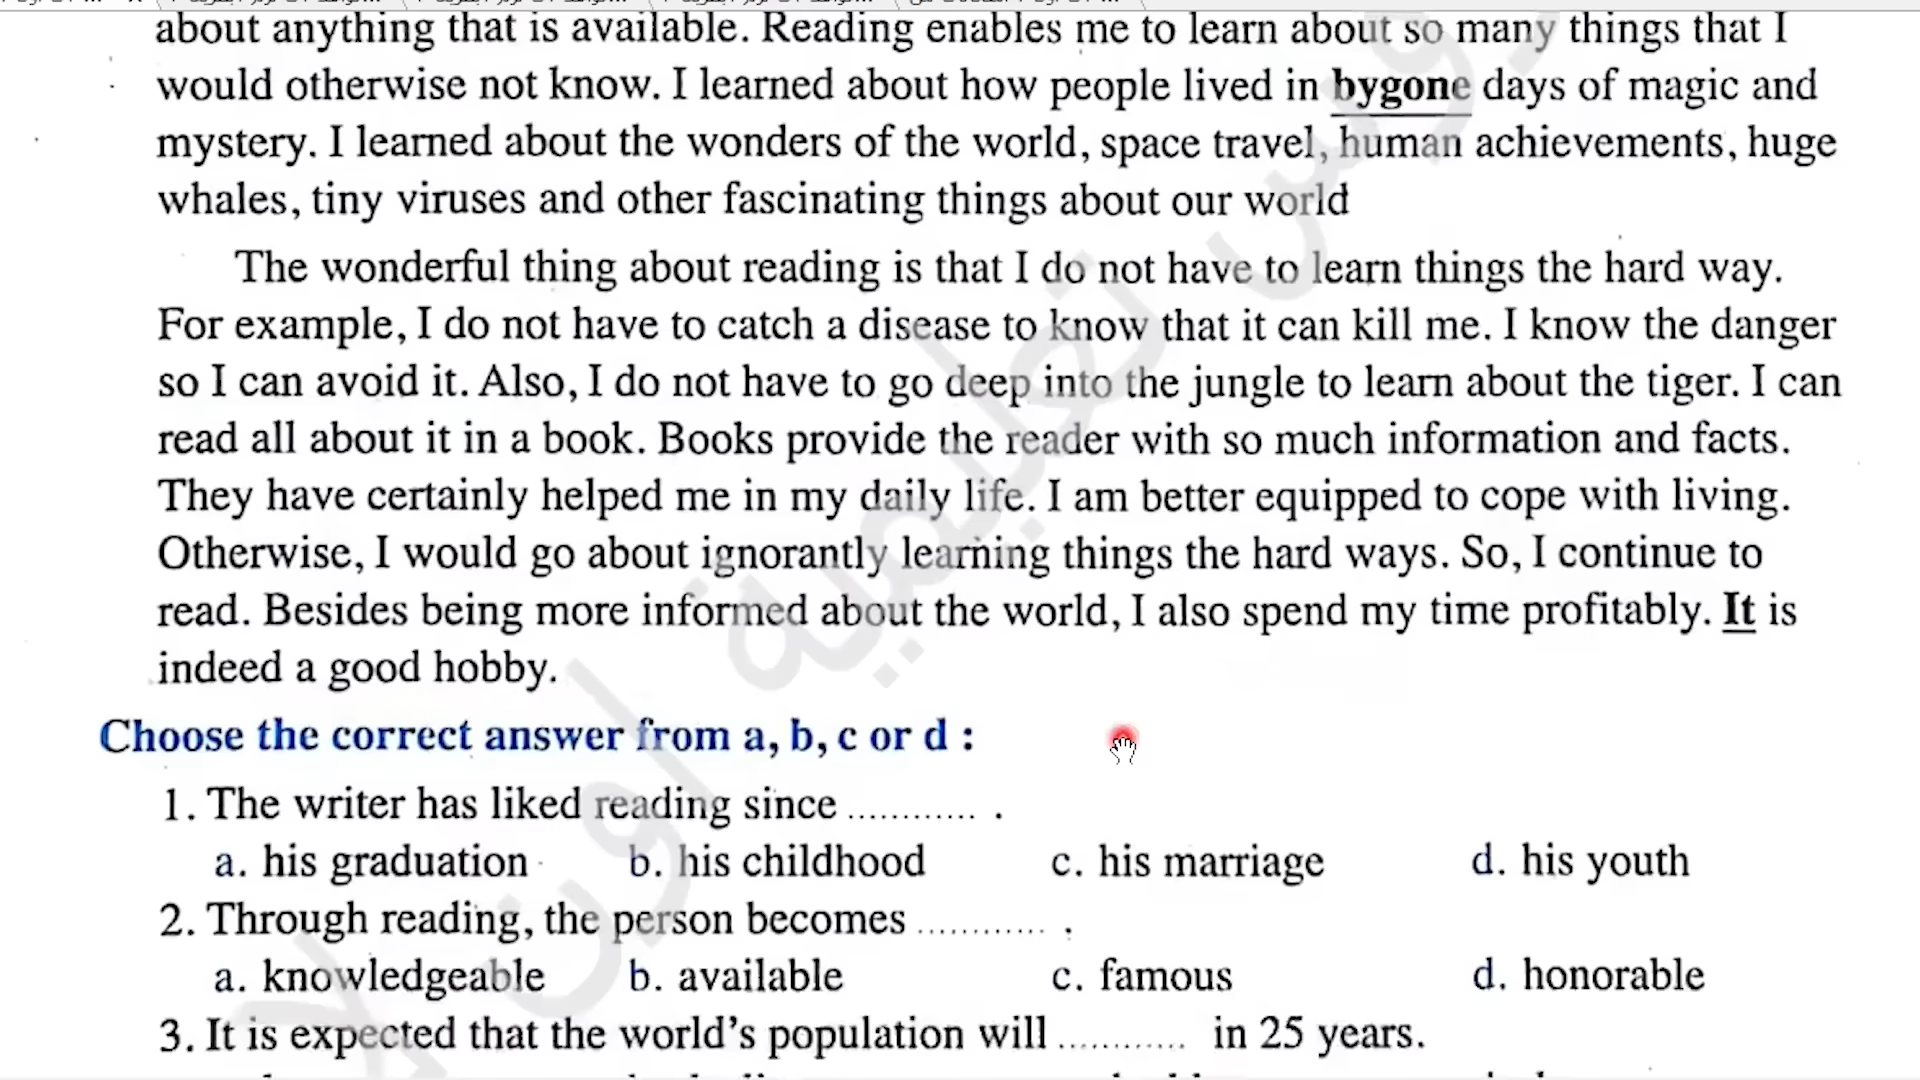 about anything that is available. Reading enables me to learn about so many things that I
would otherwise not know. I learned about how people lived in bygone days of magic and
mystery. I learned about the wonders of the world, space travel, human achievements, huge
whales, tiny viruses and other fascinating things about our world
The wonderful thing about reading is that I do not have to learn things the hard way.
For example, I do not have to catch a disease to know that it can kill me. I know the danger
so I can avoid it. Also, I do not have to go deep into the jungle to learn about the tiger. I can
read all about it in a book. Books provide the reader with so much information and facts.
They have certainly helped me in my daily life. I am better equipped to cope with living.
Otherwise, I would go about ignorantly learning things the hard ways. So, I continue to
read. Besides being more informed about the world, I also spend my time profitably. It is
indeed a good hobby.
Choose the correct answer from a, b, c or d :
1. The writer has liked reading since ............ .
a. his graduation b. his childhood c. his marriage d. his youth
2. Through reading, the person becomes ............ .
a. knowledgeable b. available c. famous d. honorable
3. It is expected that the world's population will ............ in 25 years.